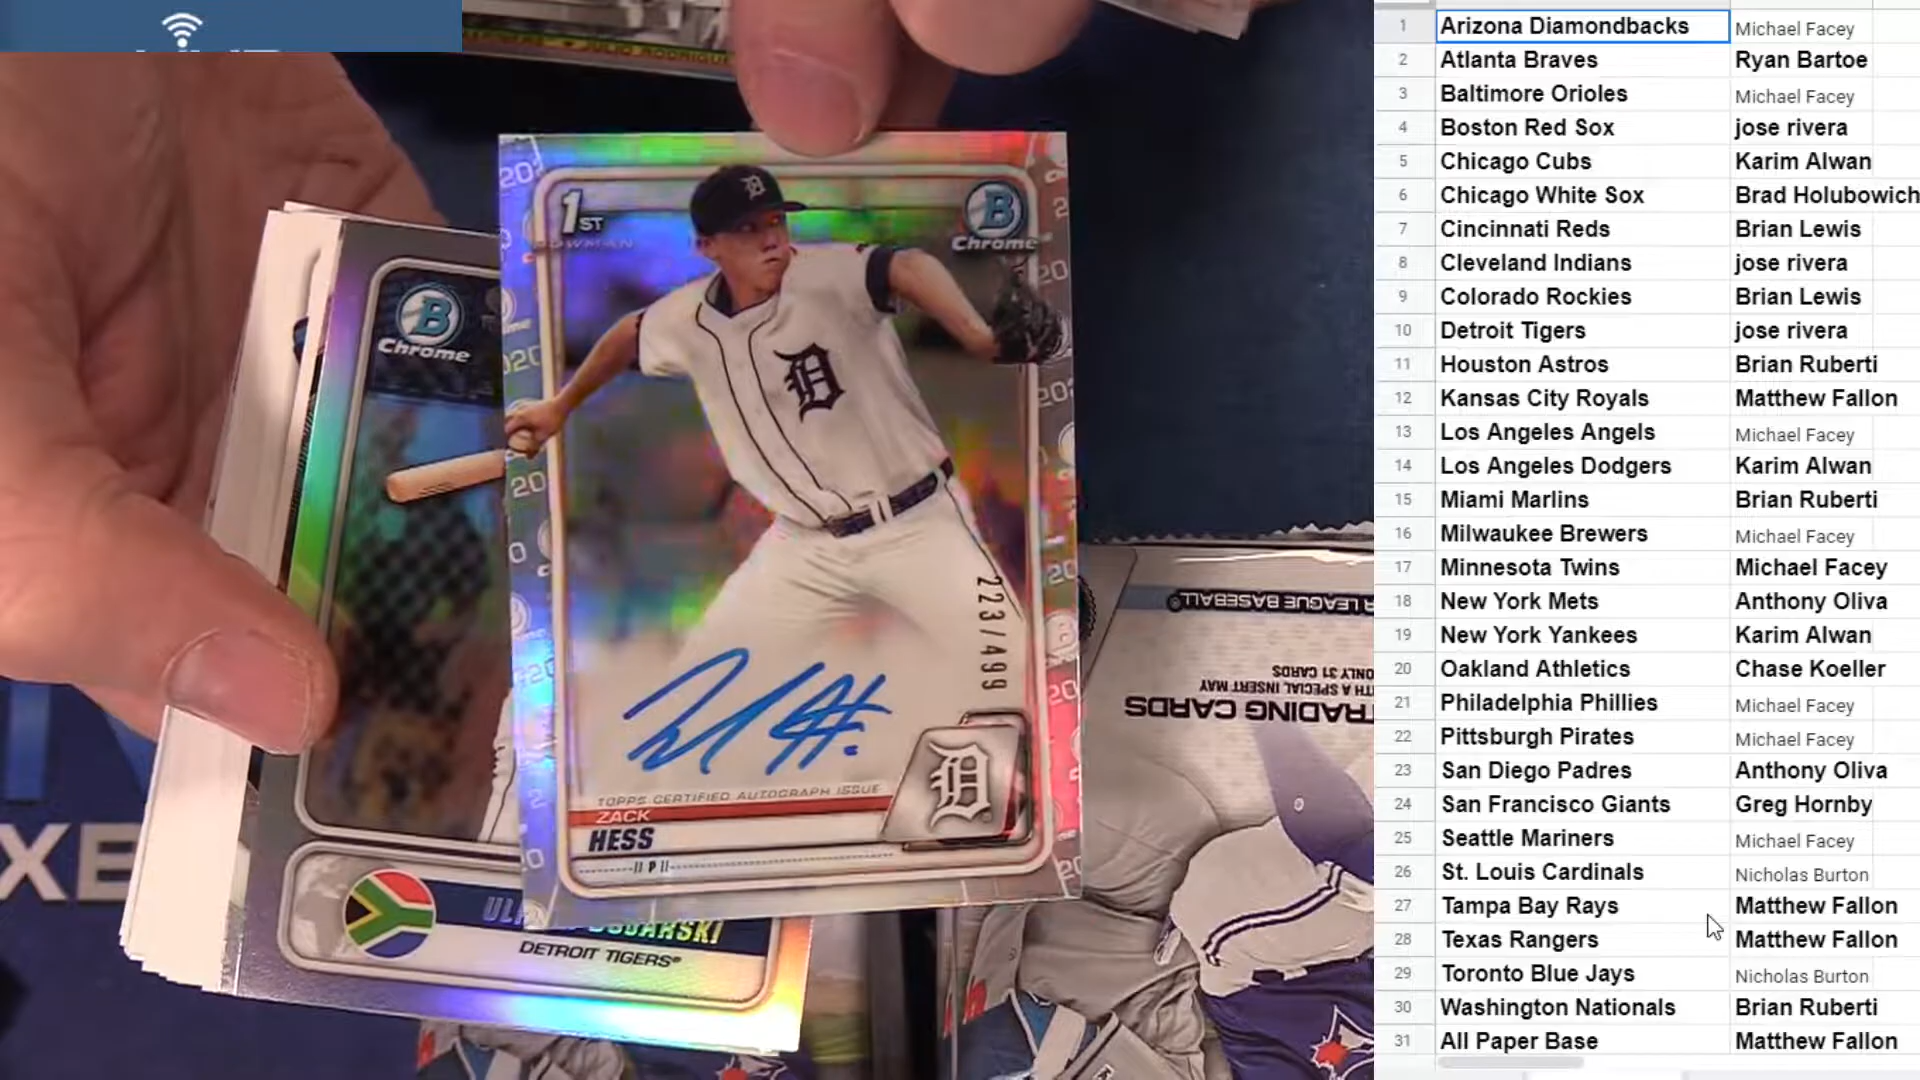 JULIO RODRIGUE
1ST
BOWMAN
B
Chrome
B
Chrome
223/499
TOPPS CERTIFIED AUTOGRAPH ISSUE
ZACK
HESS
P
DETROIT TIGERS®
R LEAGUE BASEBALL
ONLY 31 CARDS
TH A SPECIAL INSERT MAY
TRADING CARDS
XB
1 Arizona Diamondbacks Michael Facey
2 Atlanta Braves Ryan Bartoe
3 Baltimore Orioles Michael Facey
4 Boston Red Sox jose rivera
5 Chicago Cubs Karim Alwan
6 Chicago White Sox Brad Holubowich
7 Cincinnati Reds Brian Lewis
8 Cleveland Indians jose rivera
9 Colorado Rockies Brian Lewis
10 Detroit Tigers jose rivera
11 Houston Astros Brian Ruberti
12 Kansas City Royals Matthew Fallon
13 Los Angeles Angels Michael Facey
14 Los Angeles Dodgers Karim Alwan
15 Miami Marlins Brian Ruberti
16 Milwaukee Brewers Michael Facey
17 Minnesota Twins Michael Facey
18 New York Mets Anthony Oliva
19 New York Yankees Karim Alwan
20 Oakland Athletics Chase Koeller
21 Philadelphia Phillies Michael Facey
22 Pittsburgh Pirates Michael Facey
23 San Diego Padres Anthony Oliva
24 San Francisco Giants Greg Hornby
25 Seattle Mariners Michael Facey
26 St. Louis Cardinals Nicholas Burton
27 Tampa Bay Rays Matthew Fallon
28 Texas Rangers Matthew Fallon
29 Toronto Blue Jays Nicholas Burton
30 Washington Nationals Brian Ruberti
31 All Paper Base Matthew Fallon